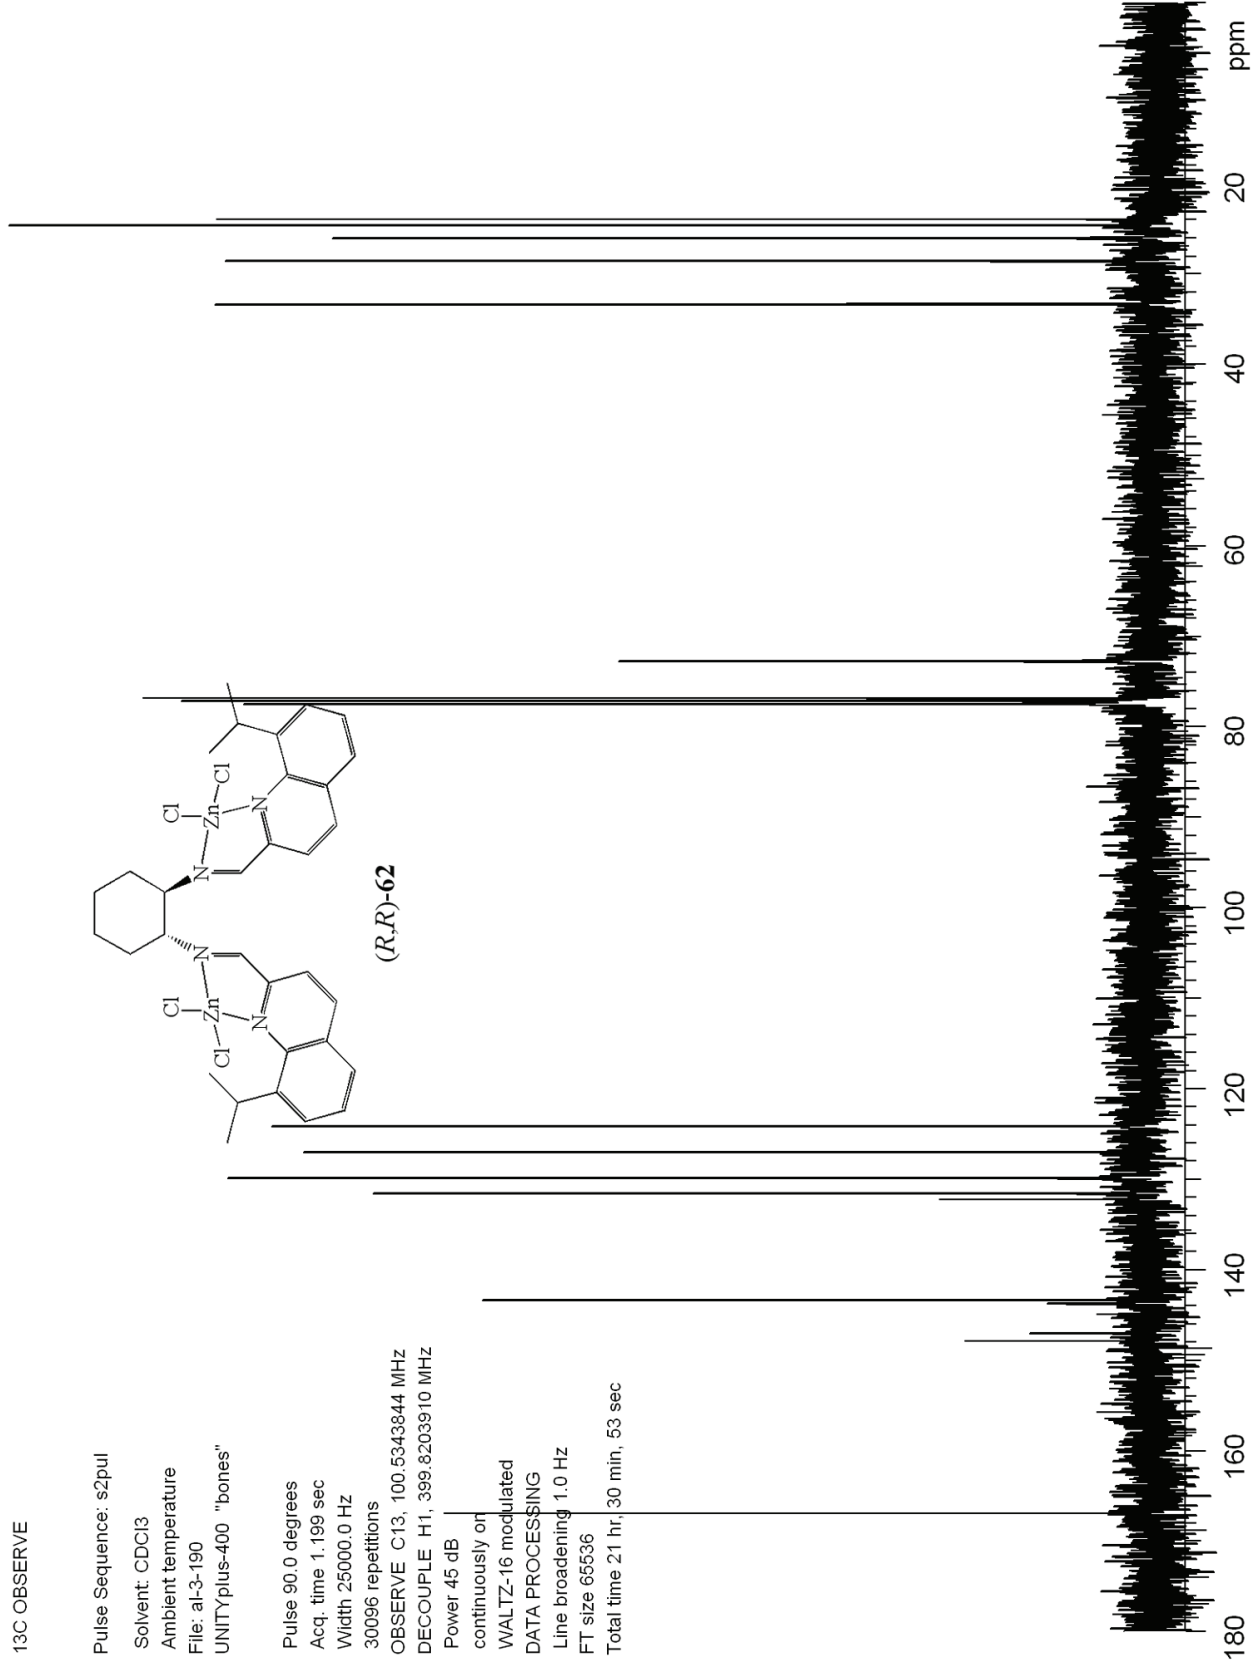 13C OBSERVE
Pulse Sequence: s2pul
Solvent: CDCl3
Ambient temperature
File: al-3-190
UNITYplus-400 "bones"
Pulse 90.0 degrees
Acq. time 1.199 sec
Width 25000.0 Hz
30096 repetitions
OBSERVE C13, 100.5343844 MHz
DECOUPLE H1, 399.8203910 MHz
Power 45 dB
continuously on
WALTZ-16 modulated
DATA PROCESSING
Line broadening 1.0 Hz
FT size 65536
Total time 21 hr, 30 min, 53 sec
Cl Cl
Cl Zn N N Zn Cl
N N
(R,R)-62
180 160 140 120 100 80 60 40 20 ppm